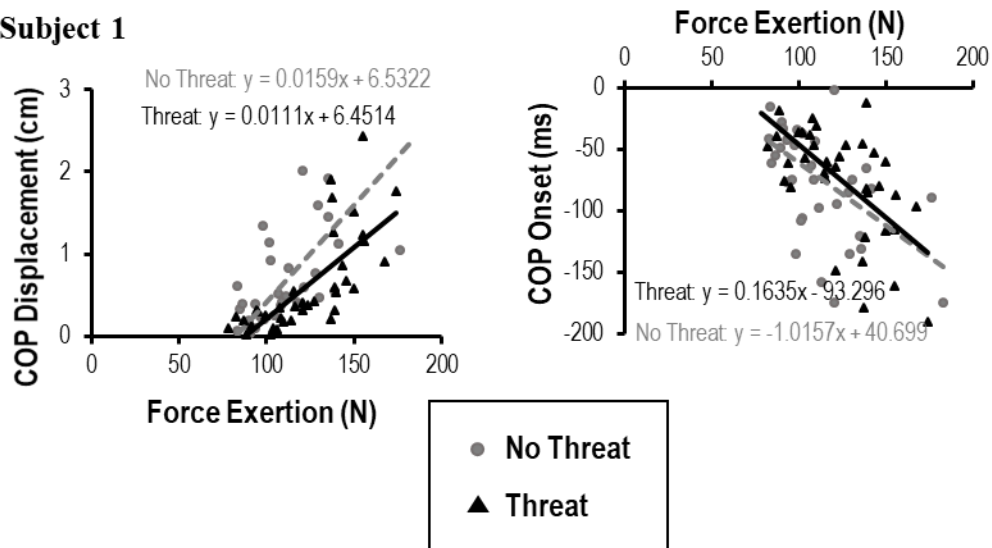 Subject 1
No Threat: y = 0.0159x + 6.5322
Threat: y = 0.0111x + 6.4514
COP Displacement (cm)
3
2
1
0
0 50 100 150 200
Force Exertion (N)
Force Exertion (N)
0 50 100 150 200
COP Onset (ms)
0
-50
-100
-150
-200
Threat: y = 0.1635x - 93.296
No Threat: y = -1.0157x + 40.699
No Threat
Threat